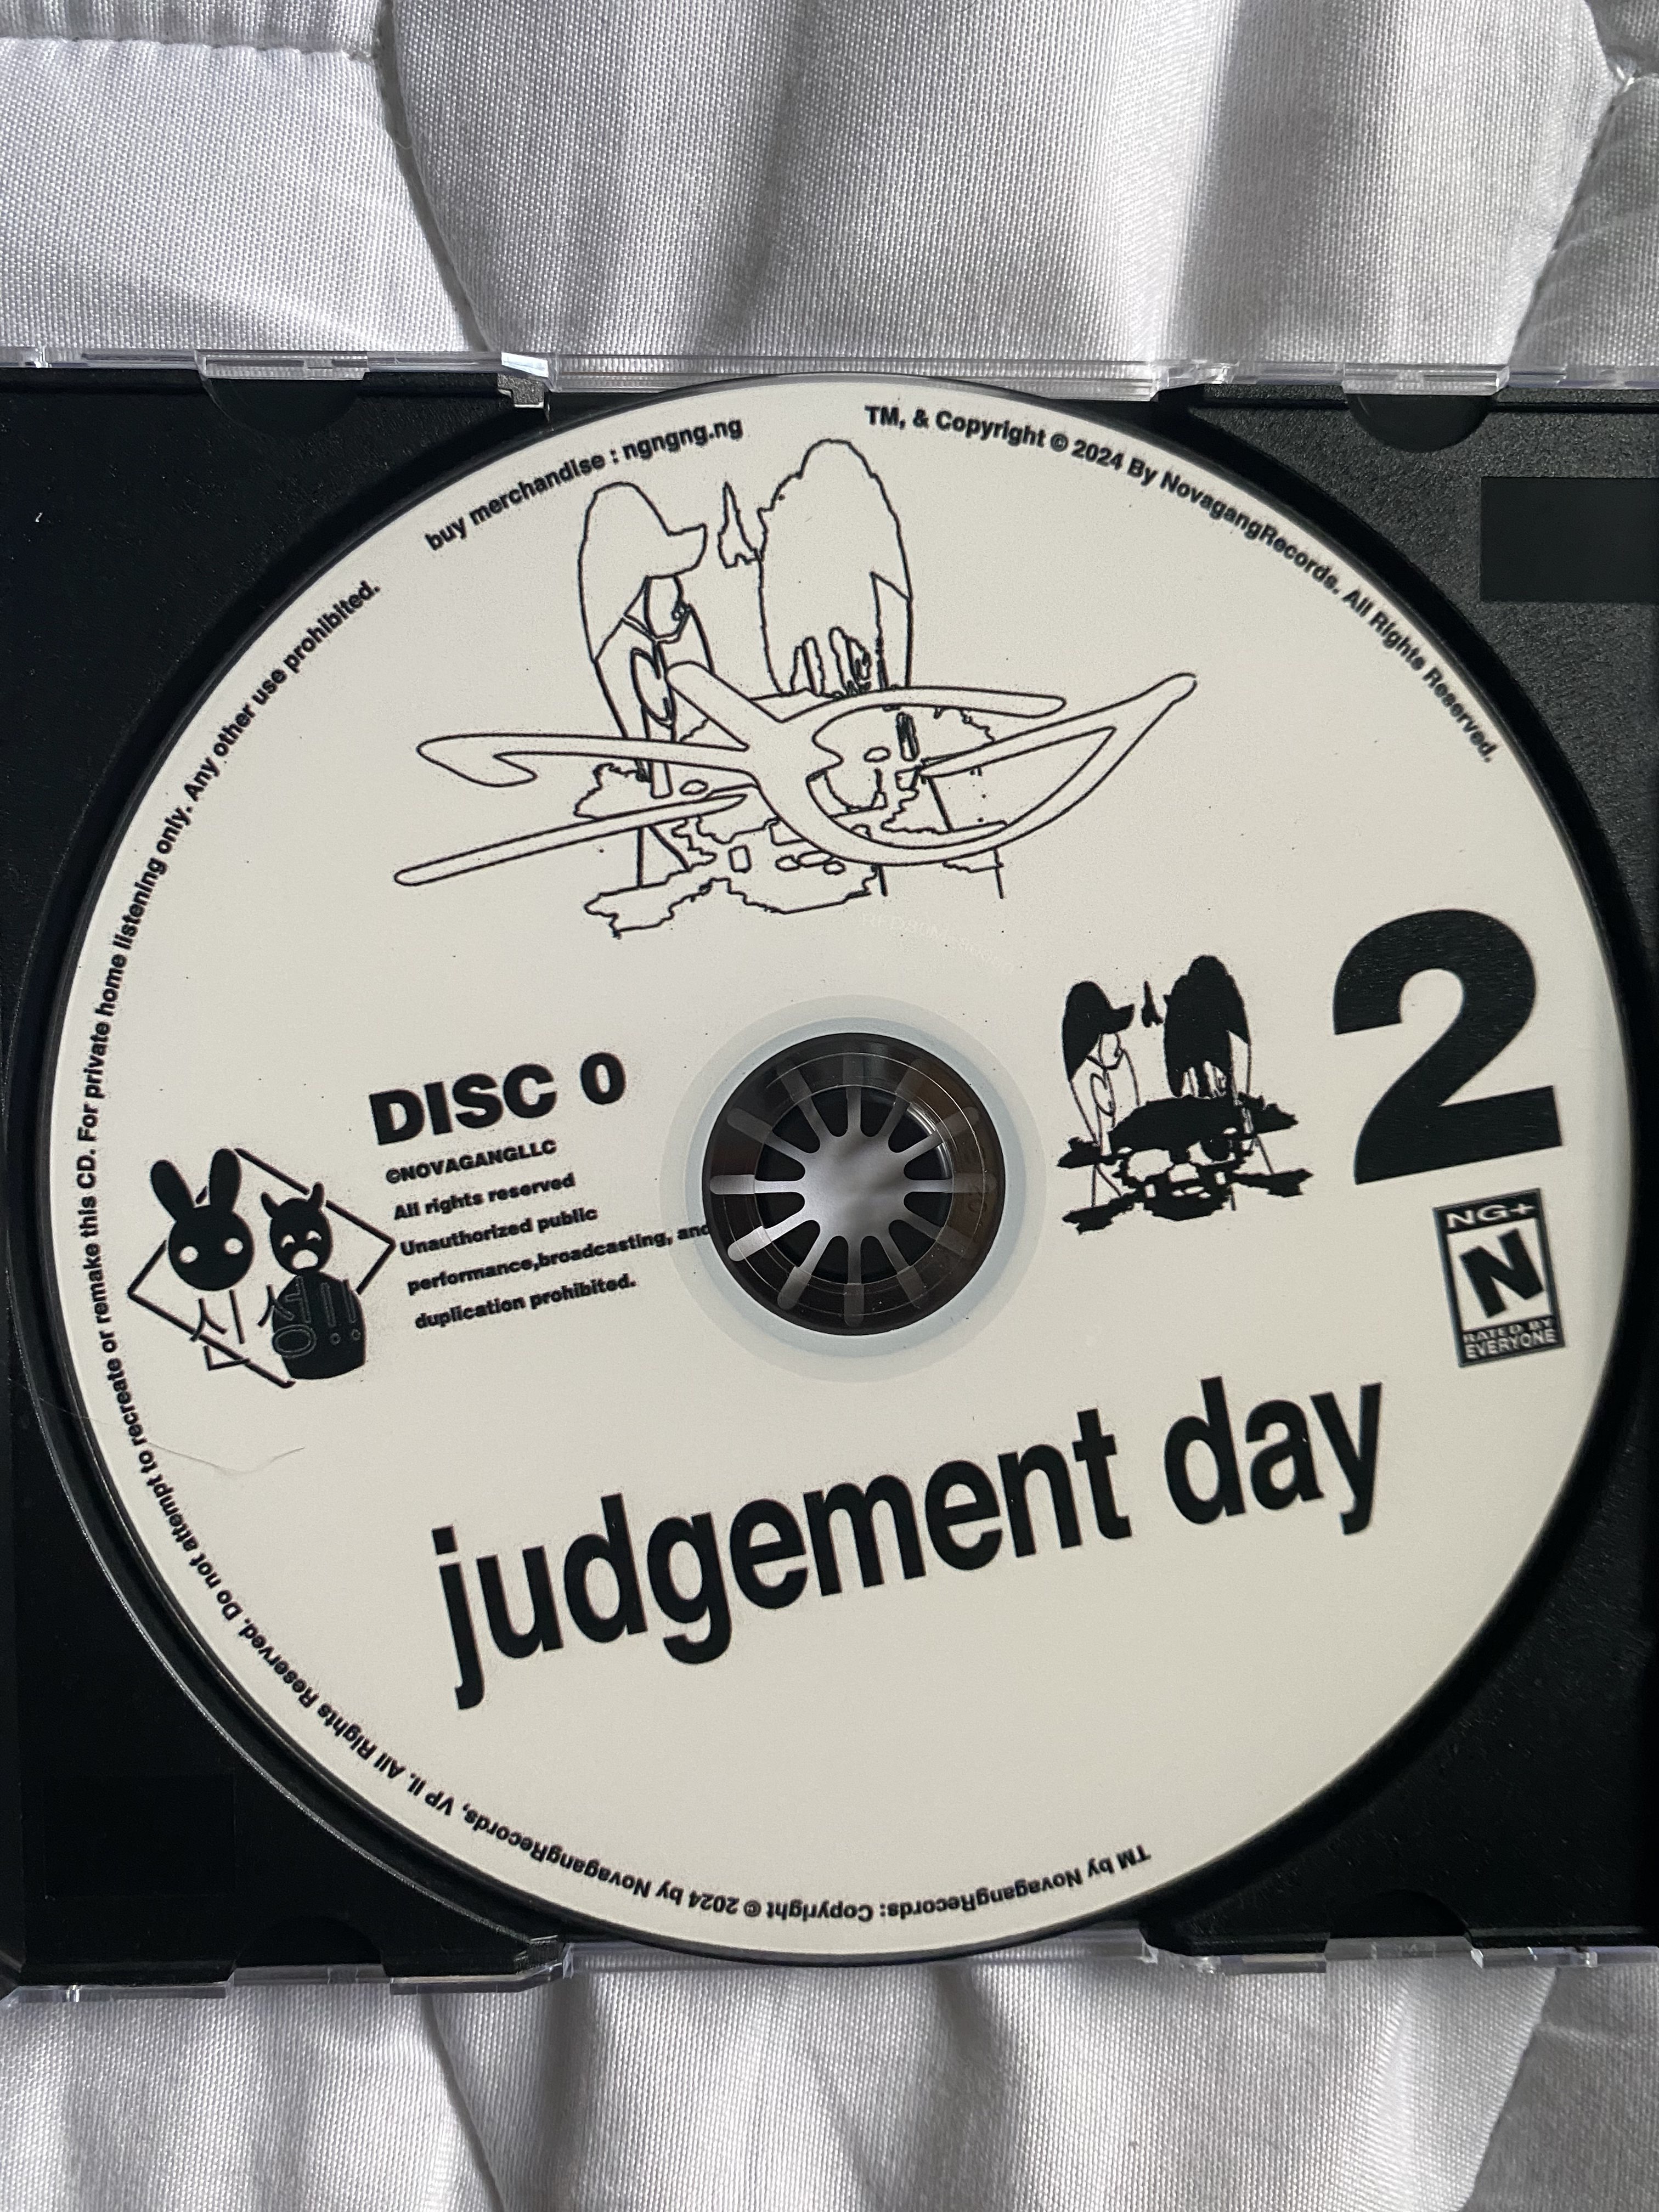 buy merchandise : ngngng.ng
TM, & Copyright © 2024 By NovagangRecords. All Rights Reserved.
2
DISC 0
©NOVAGANGLLC
All rights reserved
Unauthorized public
performance,broadcasting, and
duplication prohibited.
NG+
N
RATED BY
EVERYONE
judgement day
TM by NovagangRecords: Copyright © 2024 by NovagangRecords, VP II. All Rights Reserved. Do not attempt to recreate or remake this CD. For private home listening only. Any other use prohibited.